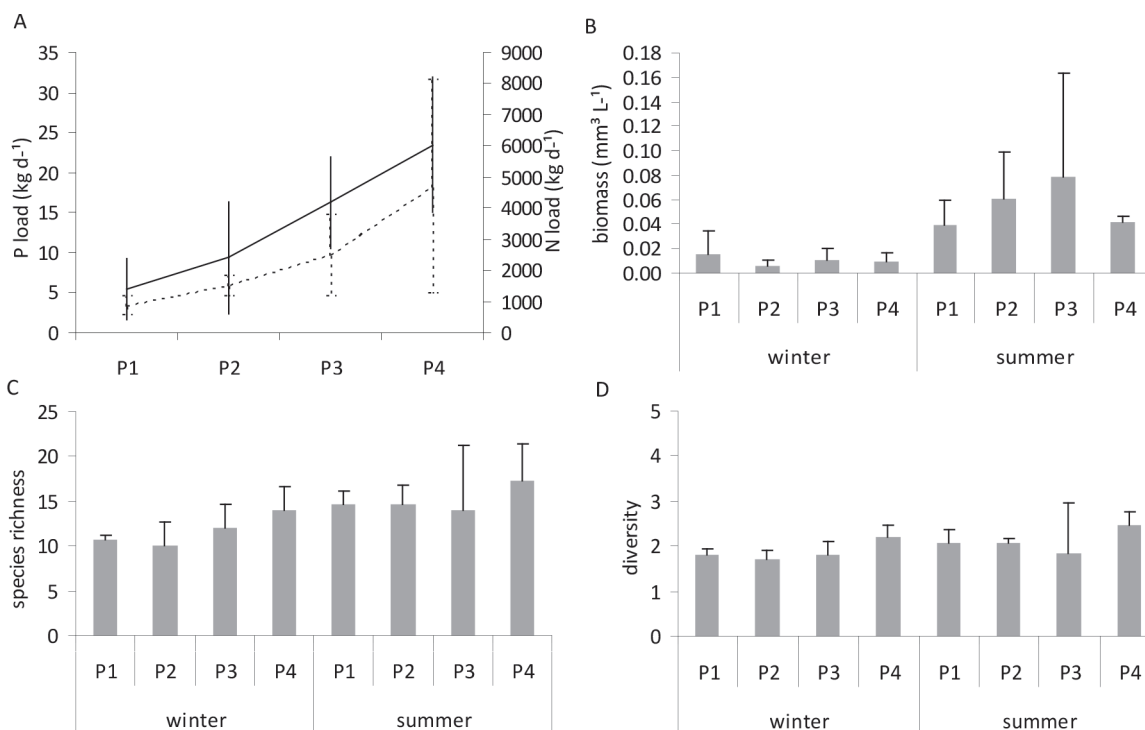 A
35
30
25
20
15
10
5
0
P load (kg d⁻¹)
9000
8000
7000
6000
5000
4000
3000
2000
1000
0
N load (kg d⁻¹)
P1 P2 P3 P4
B
0.18
0.16
0.14
0.12
0.10
0.08
0.06
0.04
0.02
0.00
biomass (mm³ L-¹)
P1 P2 P3 P4 P1 P2 P3 P4
winter summer
C
25
20
15
10
5
0
species richness
P1 P2 P3 P4 P1 P2 P3 P4
winter summer
D
5
4
3
2
1
0
diversity
P1 P2 P3 P4 P1 P2 P3 P4
winter summer